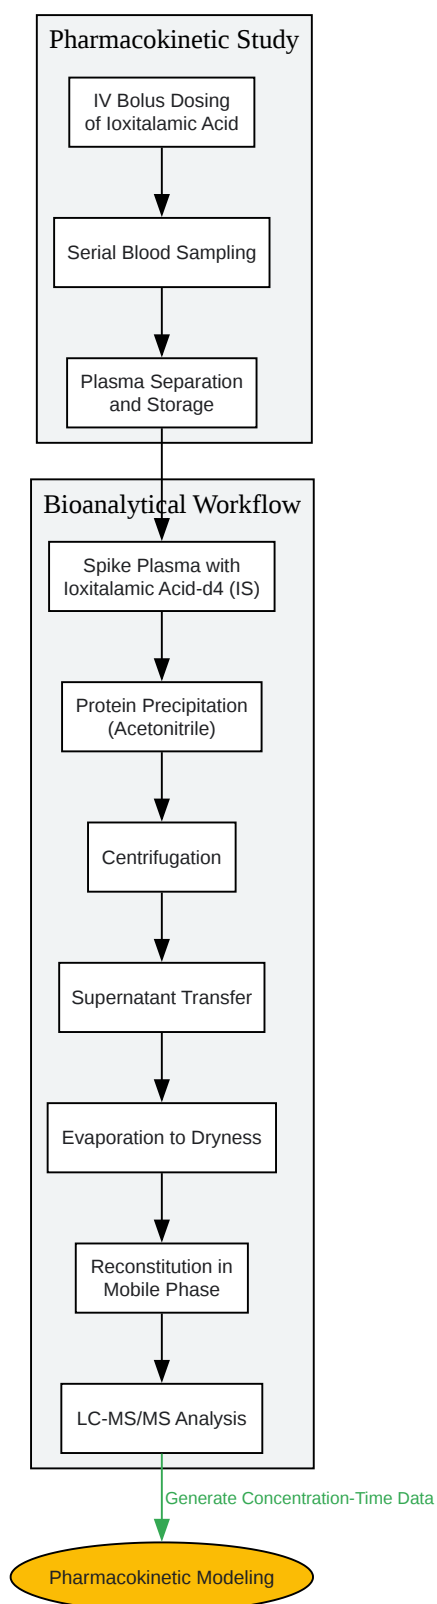 Pharmacokinetic Study
IV Bolus Dosing
of Ioxitalamic Acid
Serial Blood Sampling
Plasma Separation
and Storage
Bioanalytical Workflow
Spike Plasma with
Ioxitalamic Acid-d4 (IS)
Protein Precipitation
(Acetonitrile)
Centrifugation
Supernatant Transfer
Evaporation to Dryness
Reconstitution in
Mobile Phase
LC-MS/MS Analysis
Generate Concentration-Time Data
Pharmacokinetic Modeling